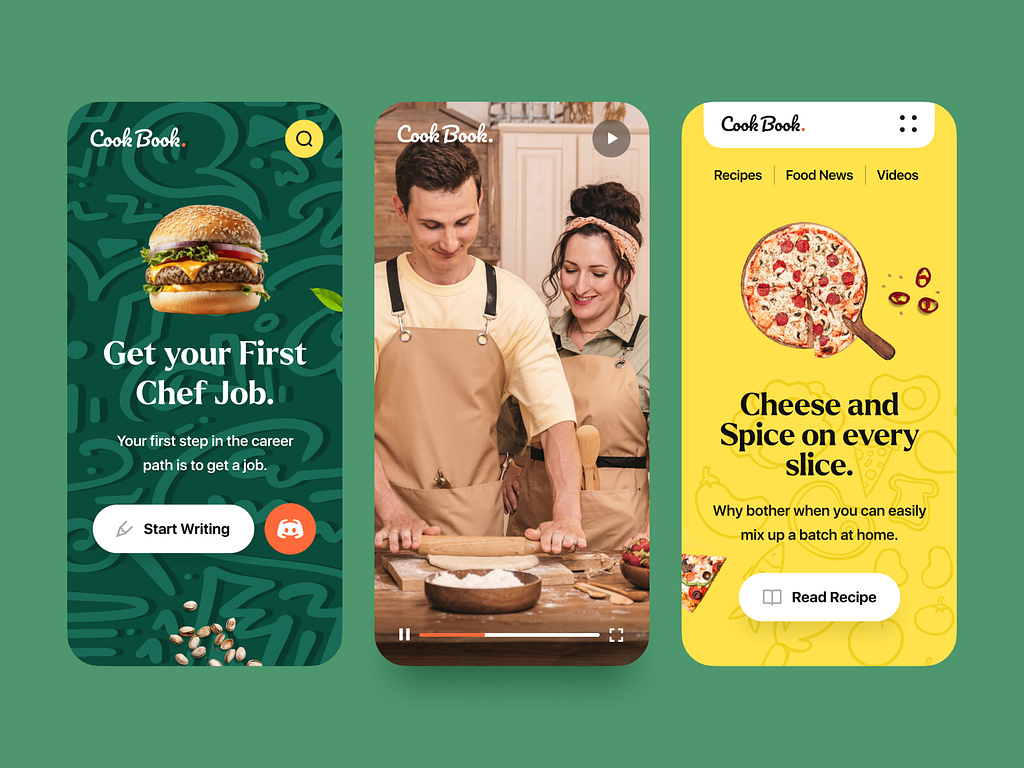 Cook Book.
Get your First
Chef Job.
Your first step in the career
path is to get a job.
Start Writing
Cook Book.
Cook Book.
Recipes
Food News
Videos
Cheese and
Spice on every
slice.
Why bother when you can easily
mix up a batch at home.
Read Recipe